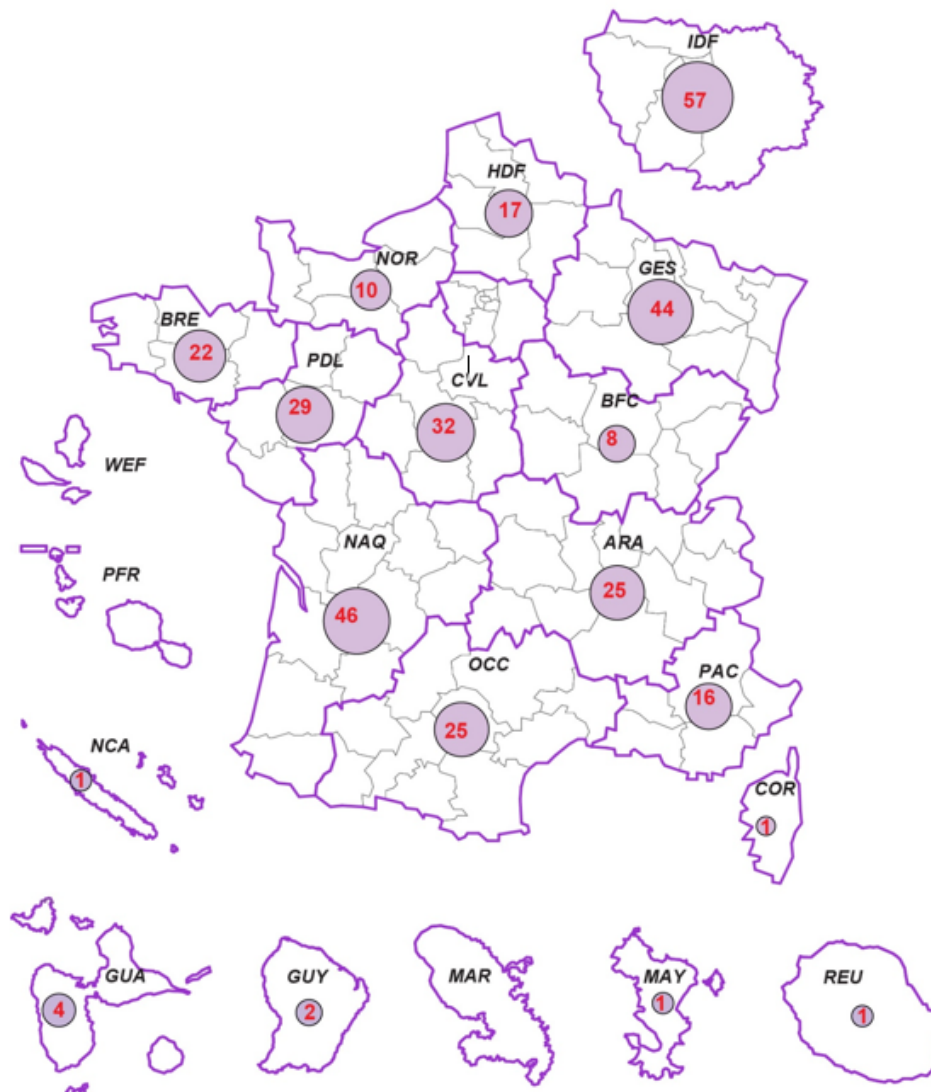 IDF
57
HDF
17
NOR
10
GES
44
BRE
22
PDL
29
CVL
32
BFC
8
WEF
NAQ
46
ARA
25
PFR
OCC
25
PAC
16
NCA
1
COR
1
GUA
4
GUY
2
MAR
MAY
1
REU
1